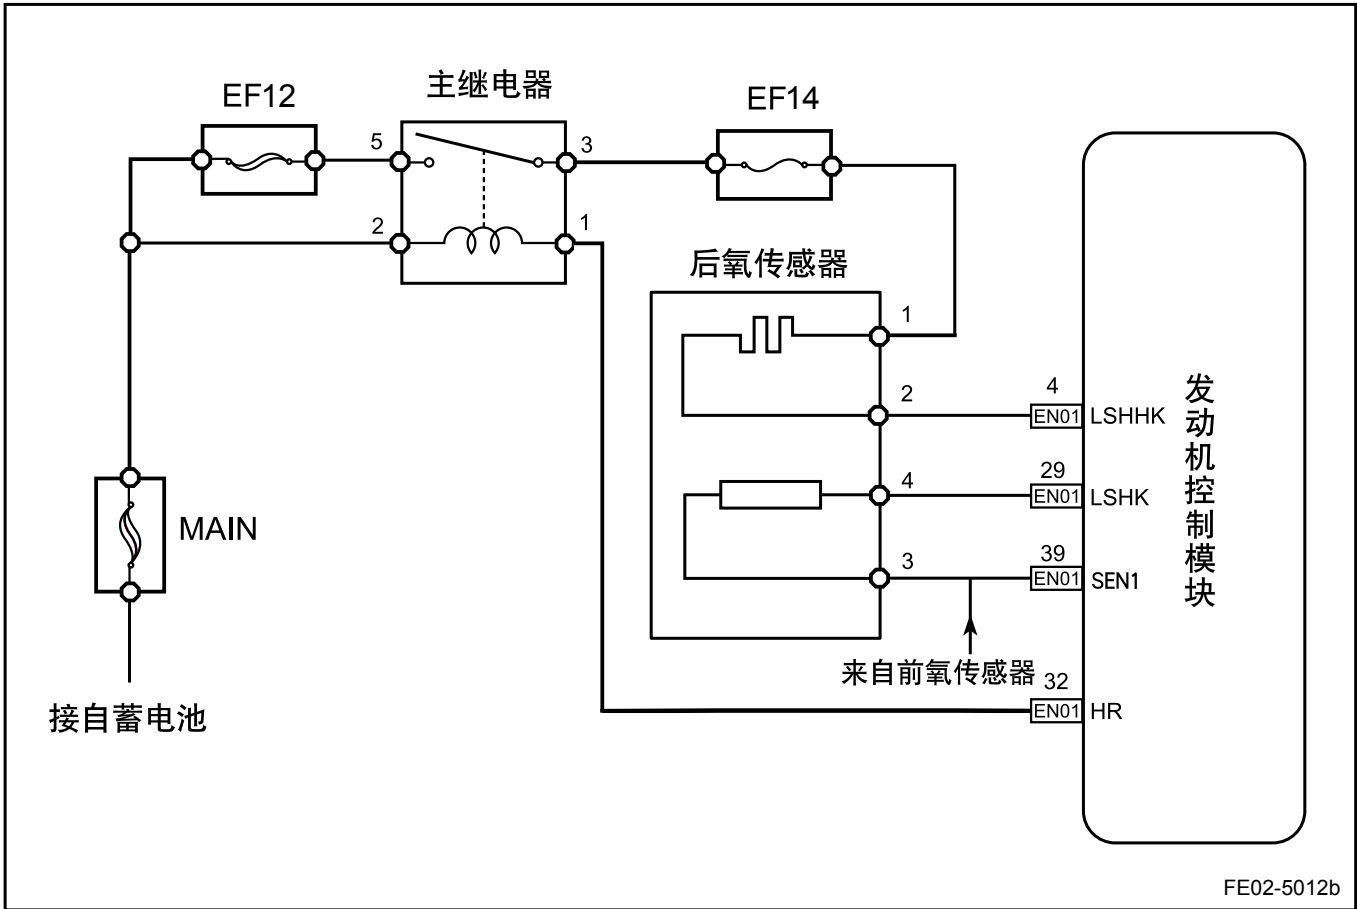 主继电器
EF12
EF14
5
3
2
1
后氧传感器
1
2
4
EN01
LSHHK
4
29
EN01
LSHK
3
39
EN01
SEN1
MAIN
来自前氧传感器
32
EN01
HR
接自蓄电池
发动机控制模块
FE02-5012b